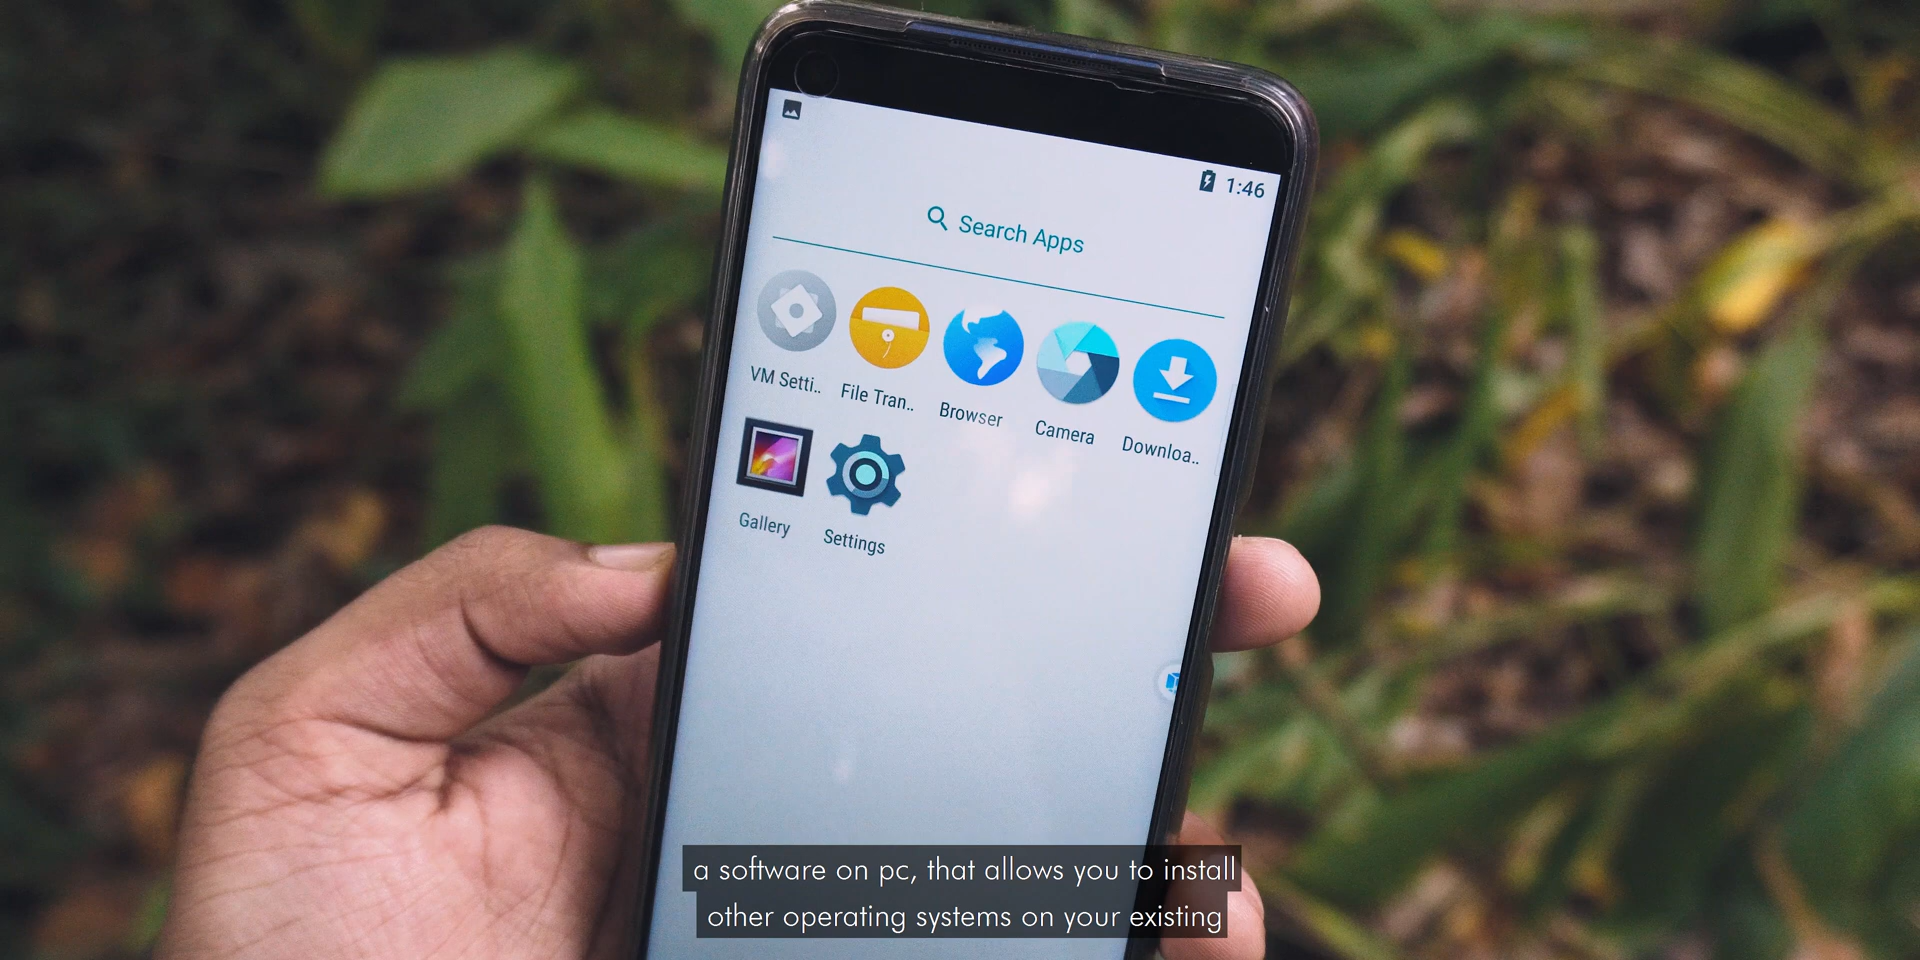 1:46
Search Apps
VM Setti..
File Tran..
Browser
Camera
Downloa..
Gallery
Settings
a software on pc, that allows you to install
other operating systems on your existing